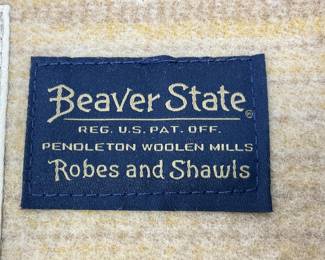 Beaver State®
REG. U.S. PAT. OFF.
PENDLETON WOOLEN MILLS
Robes and Shawls